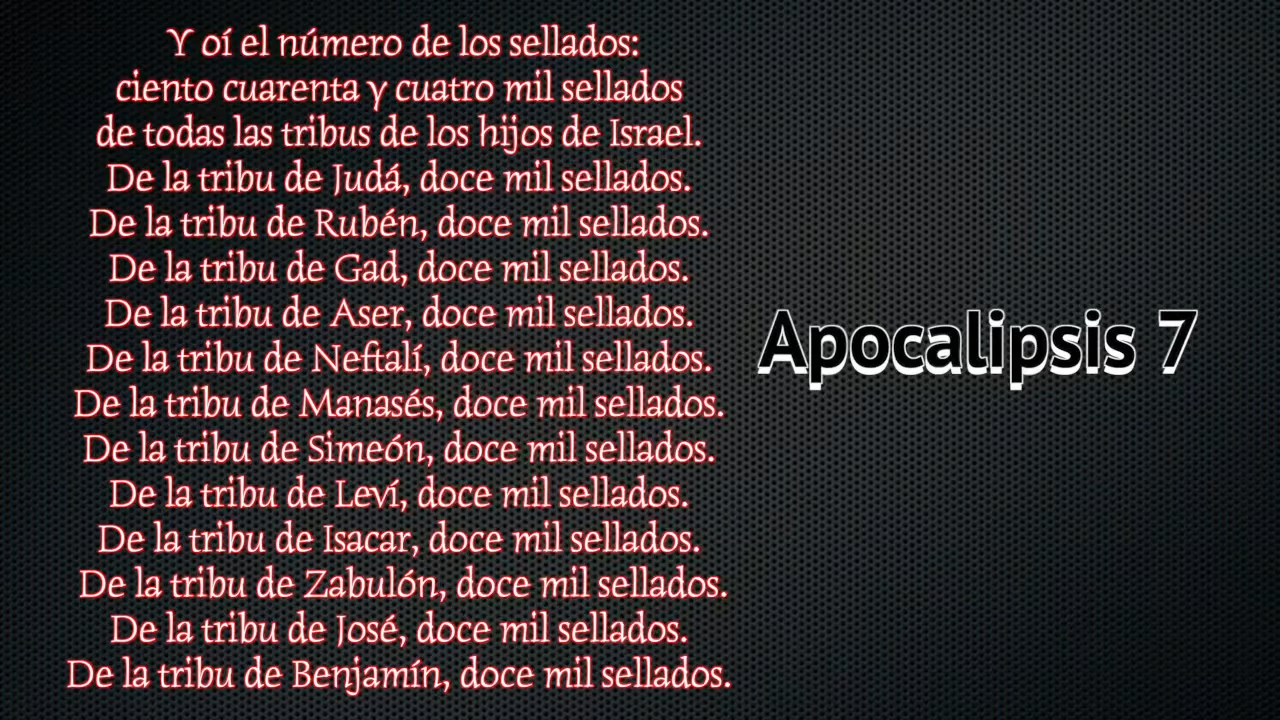 Y oí el número de los sellados:
ciento cuarenta y cuatro mil sellados
de todas las tribus de los hijos de Israel.
De la tribu de Judá, doce mil sellados.
De la tribu de Rubén, doce mil sellados.
De la tribu de Gad, doce mil sellados.
De la tribu de Aser, doce mil sellados.
De la tribu de Neftalí, doce mil sellados.
De la tribu de Manasés, doce mil sellados.
De la tribu de Simeón, doce mil sellados.
De la tribu de Leví, doce mil sellados.
De la tribu de Isacar, doce mil sellados.
De la tribu de Zabulón, doce mil sellados.
De la tribu de José, doce mil sellados.
De la tribu de Benjamín, doce mil sellados.
Apocalipsis 7